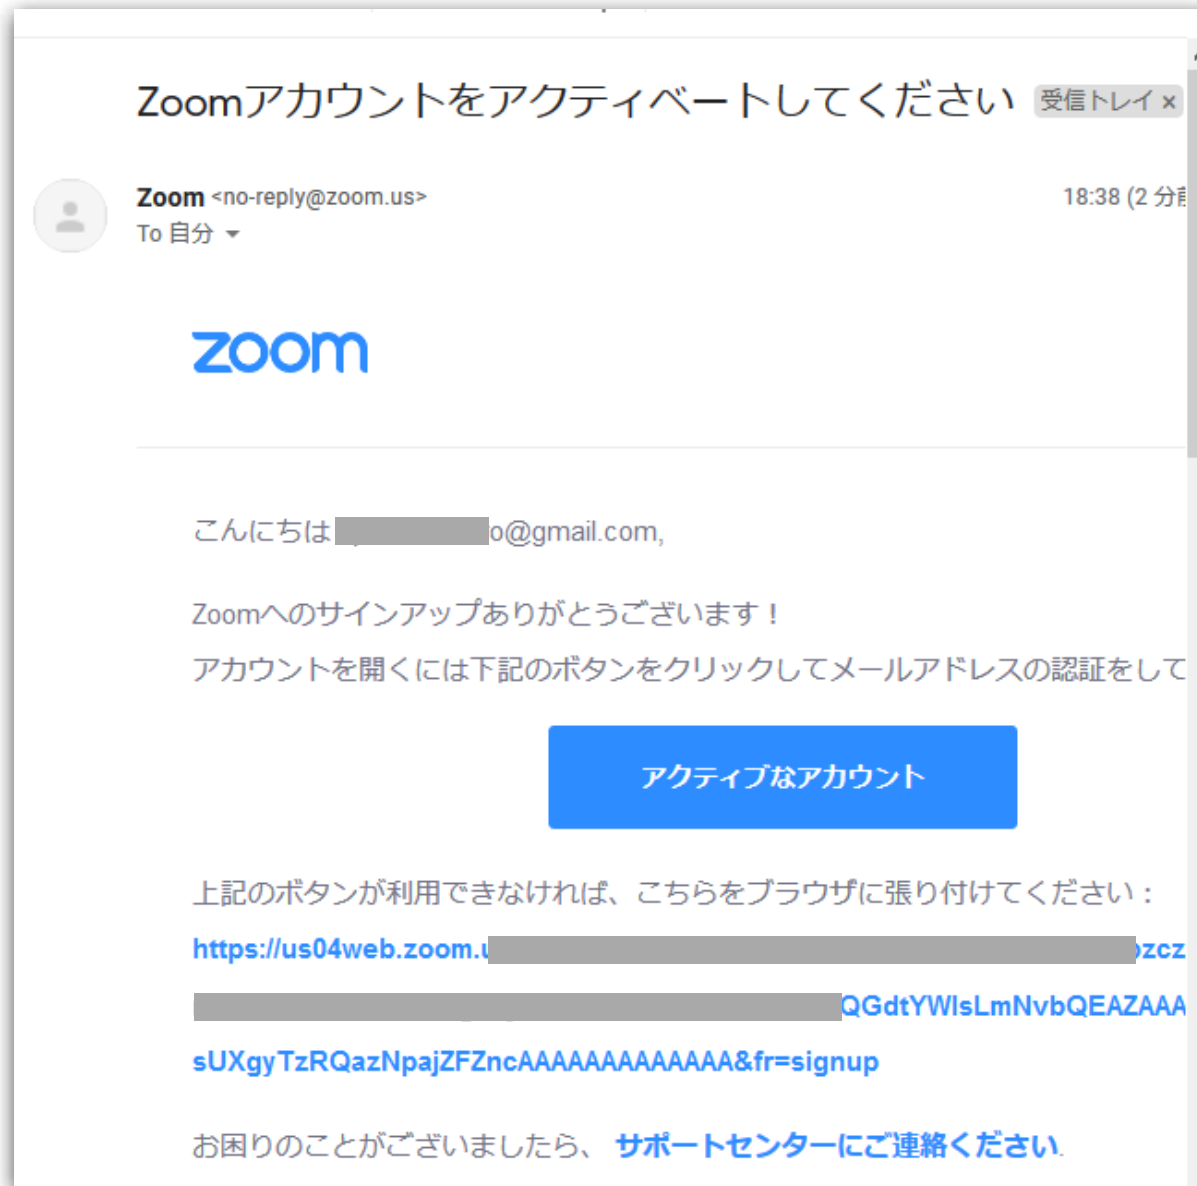 Zoomアカウントをアクティベートしてください 受信トレイ ×
Zoom <no-reply@zoom.us> 18:38 (2 分前
To 自分
zoom
こんにちは o@gmail.com,
Zoomへのサインアップありがとうございます！
アカウントを開くには下記のボタンをクリックしてメールアドレスの認証をして
アクティブなアカウント
上記のボタンが利用できなければ、こちらをブラウザに張り付けてください：
https://us04web.zoom.u zcz
QGdtYWlsLmNvbQEAZAAA
sUXgyTzRQazNpajZFZncAAAAAAAAAAAAA&fr=signup
お困りのことがございましたら、 サポートセンターにご連絡ください.